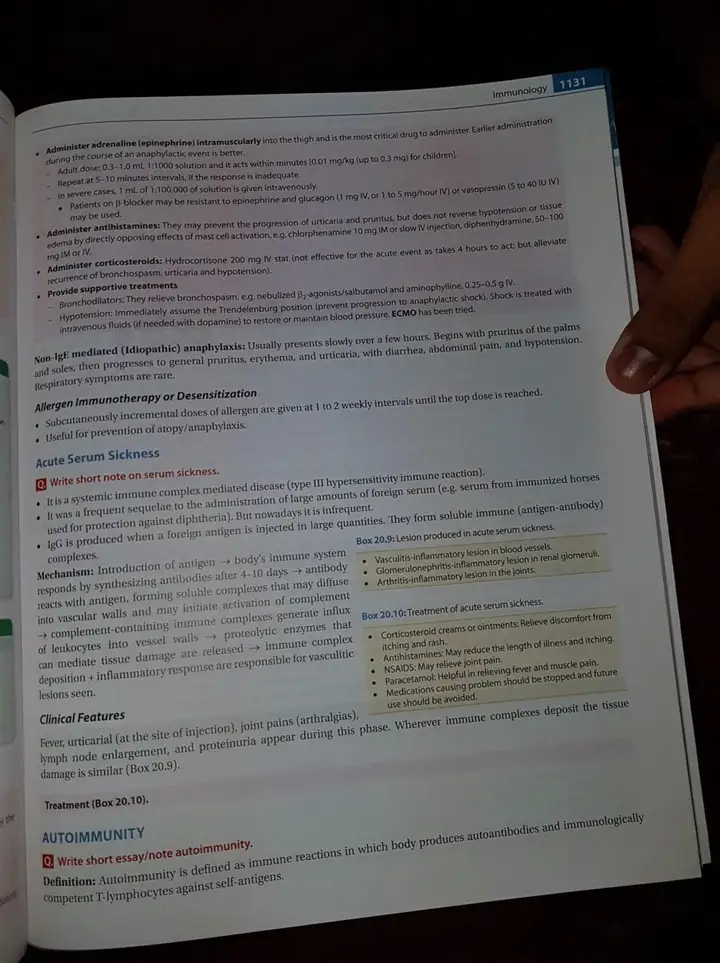 Immunology 1131
• Administer adrenaline (epinephrine) intramuscularly into the thigh and is the most critical drug to administer. Earlier administration
during the course of an anaphylactic event is better.
– Adult dose: 0.3–1.0 mL 1:1000 solution and it acts within minutes [0.01 mg/kg (up to 0.3 mg) for children].
– Repeat at 5–10 minutes intervals, if the response is inadequate.
– In severe cases, 1 mL of 1:100,000 of solution is given intravenously.
• Patients on β-blocker may be resistant to epinephrine and glucagon (1 mg IV, or 1 to 5 mg/hour IV) or vasopressin (5 to 40 IU IV)
may be used.
• Administer antihistamines: They may prevent the progression of urticaria and pruritus, but does not reverse hypotension or tissue
edema by directly opposing effects of mast cell activation, e.g. chlorphenamine 10 mg IM or slow IV injection, diphenhydramine, 50–100
mg IM or IV.
• Administer corticosteroids: Hydrocortisone 200 mg IV stat (not effective for the acute event as takes 4 hours to act; but alleviate
recurrence of bronchospasm, urticaria and hypotension).
• Provide supportive treatments
– Bronchodilators: They relieve bronchospasm, e.g. nebulized β₂-agonists/salbutamol and aminophylline, 0.25–0.5 g IV.
– Hypotension: Immediately assume the Trendelenburg position (prevent progression to anaphylactic shock). Shock is treated with
intravenous fluids (if needed with dopamine) to restore or maintain blood pressure. ECMO has been tried.
Non-IgE mediated (Idiopathic) anaphylaxis: Usually presents slowly over a few hours. Begins with pruritus of the palms
and soles, then progresses to general pruritus, erythema, and urticaria, with diarrhea, abdominal pain, and hypotension.
Respiratory symptoms are rare.
Allergen Immunotherapy or Desensitization
• Subcutaneously incremental doses of allergen are given at 1 to 2 weekly intervals until the top dose is reached.
• Useful for prevention of atopy/anaphylaxis.
Acute Serum Sickness
Q. Write short note on serum sickness.
• It is a systemic immune complex mediated disease (type III hypersensitivity immune reaction).
• It was a frequent sequelae to the administration of large amounts of foreign serum (e.g. serum from immunized horses
used for protection against diphtheria). But nowadays it is infrequent.
• IgG is produced when a foreign antigen is injected in large quantities. They form soluble immune (antigen-antibody)
complexes.
Mechanism: Introduction of antigen → body's immune system
responds by synthesizing antibodies after 4-10 days → antibody
reacts with antigen, forming soluble complexes that may diffuse
into vascular walls and may initiate activation of complement
→ complement-containing immune complexes generate influx
of leukocytes into vessel walls → proteolytic enzymes that
can mediate tissue damage are released → immune complex
deposition + inflammatory response are responsible for vasculitic
lesions seen.
Box 20.9: Lesion produced in acute serum sickness.
• Vasculitis-inflammatory lesion in blood vessels.
• Glomerulonephritis-inflammatory lesion in renal glomeruli.
• Arthritis-inflammatory lesion in the joints.
Box 20.10: Treatment of acute serum sickness.
• Corticosteroid creams or ointments: Relieve discomfort from
itching and rash.
• Antihistamines: May reduce the length of illness and itching.
• NSAIDS: May relieve joint pain.
• Paracetamol: Helpful in relieving fever and muscle pain.
• Medications causing problem should be stopped and future
use should be avoided.
Clinical Features
Fever, urticarial (at the site of injection), joint pains (arthralgias),
lymph node enlargement, and proteinuria appear during this phase. Wherever immune complexes deposit the tissue
damage is similar (Box 20.9).
Treatment (Box 20.10).
AUTOIMMUNITY
Q. Write short essay/note autoimmunity.
Definition: Autoimmunity is defined as immune reactions in which body produces autoantibodies and immunologically
competent T-lymphocytes against self-antigens.